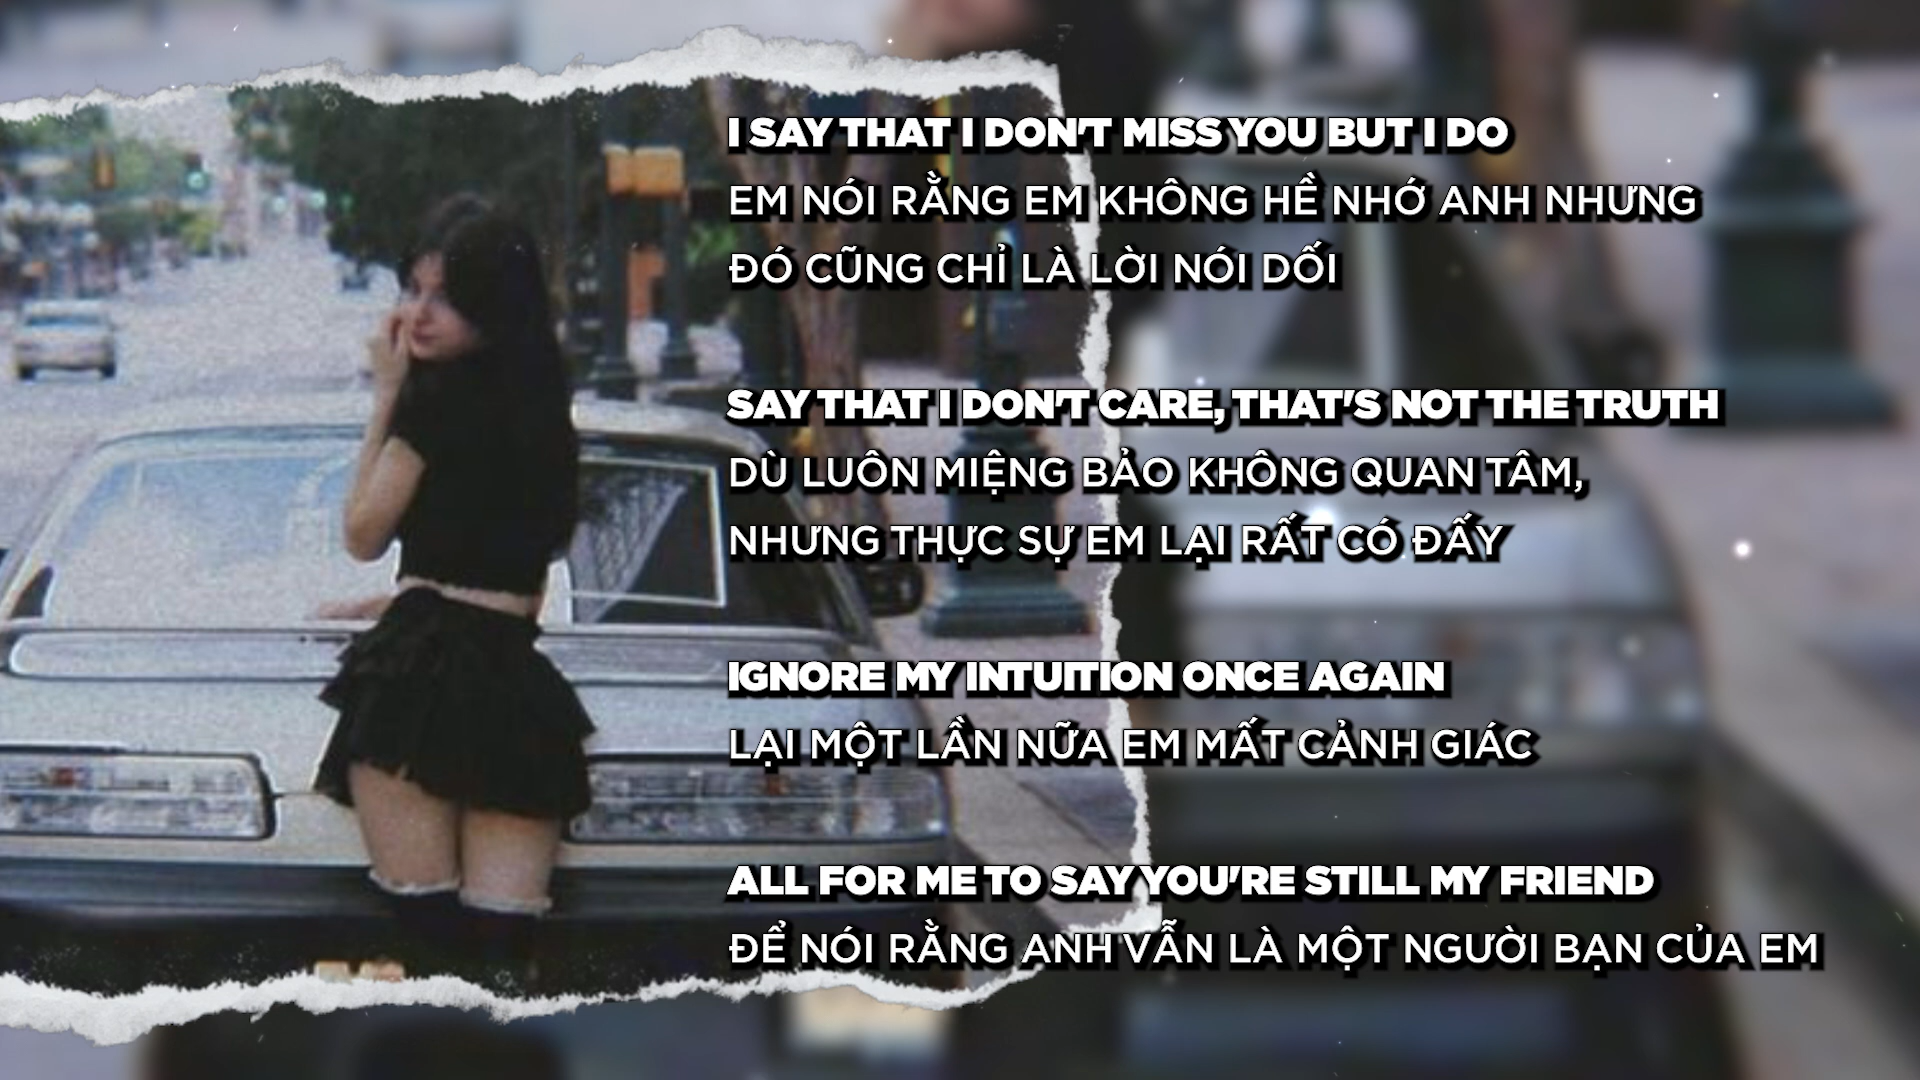 I SAY THAT I DON'T MISS YOU BUT I DO
EM NÓI RẰNG EM KHÔNG HỀ NHỚ ANH NHƯNG
ĐÓ CŨNG CHỈ LÀ LỜI NÓI DỐI
SAY THAT I DON'T CARE, THAT'S NOT THE TRUTH
DÙ LUÔN MIỆNG BẢO KHÔNG QUAN TÂM,
NHƯNG THỰC SỰ EM LẠI RẤT CÓ ĐẤY
IGNORE MY INTUITION ONCE AGAIN
LẠI MỘT LẦN NỮA EM MẤT CẢNH GIÁC
ALL FOR ME TO SAY YOU'RE STILL MY FRIEND
ĐỂ NÓI RẰNG ANH VẪN LÀ MỘT NGƯỜI BẠN CỦA EM